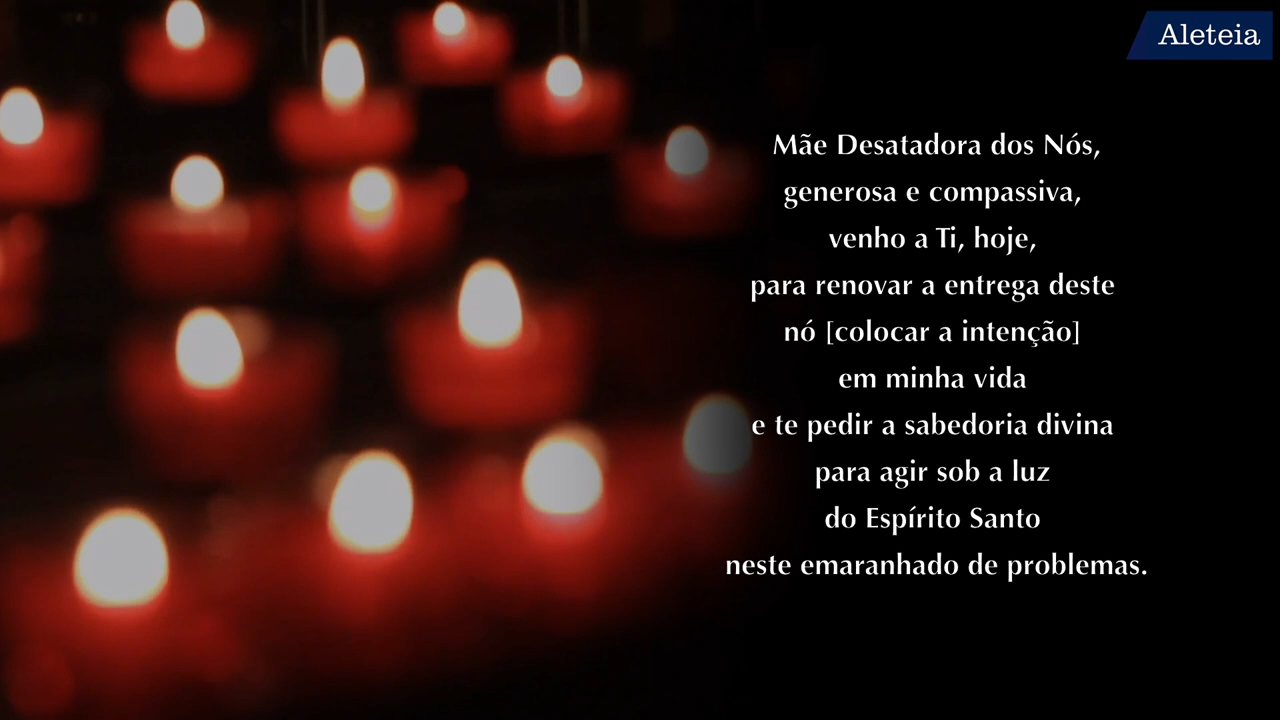 Aleteia
Mãe Desatadora dos Nós,
generosa e compassiva,
venho a Ti, hoje,
para renovar a entrega deste
nó [colocar a intenção]
em minha vida
e te pedir a sabedoria divina
para agir sob a luz
do Espírito Santo
neste emaranhado de problemas.